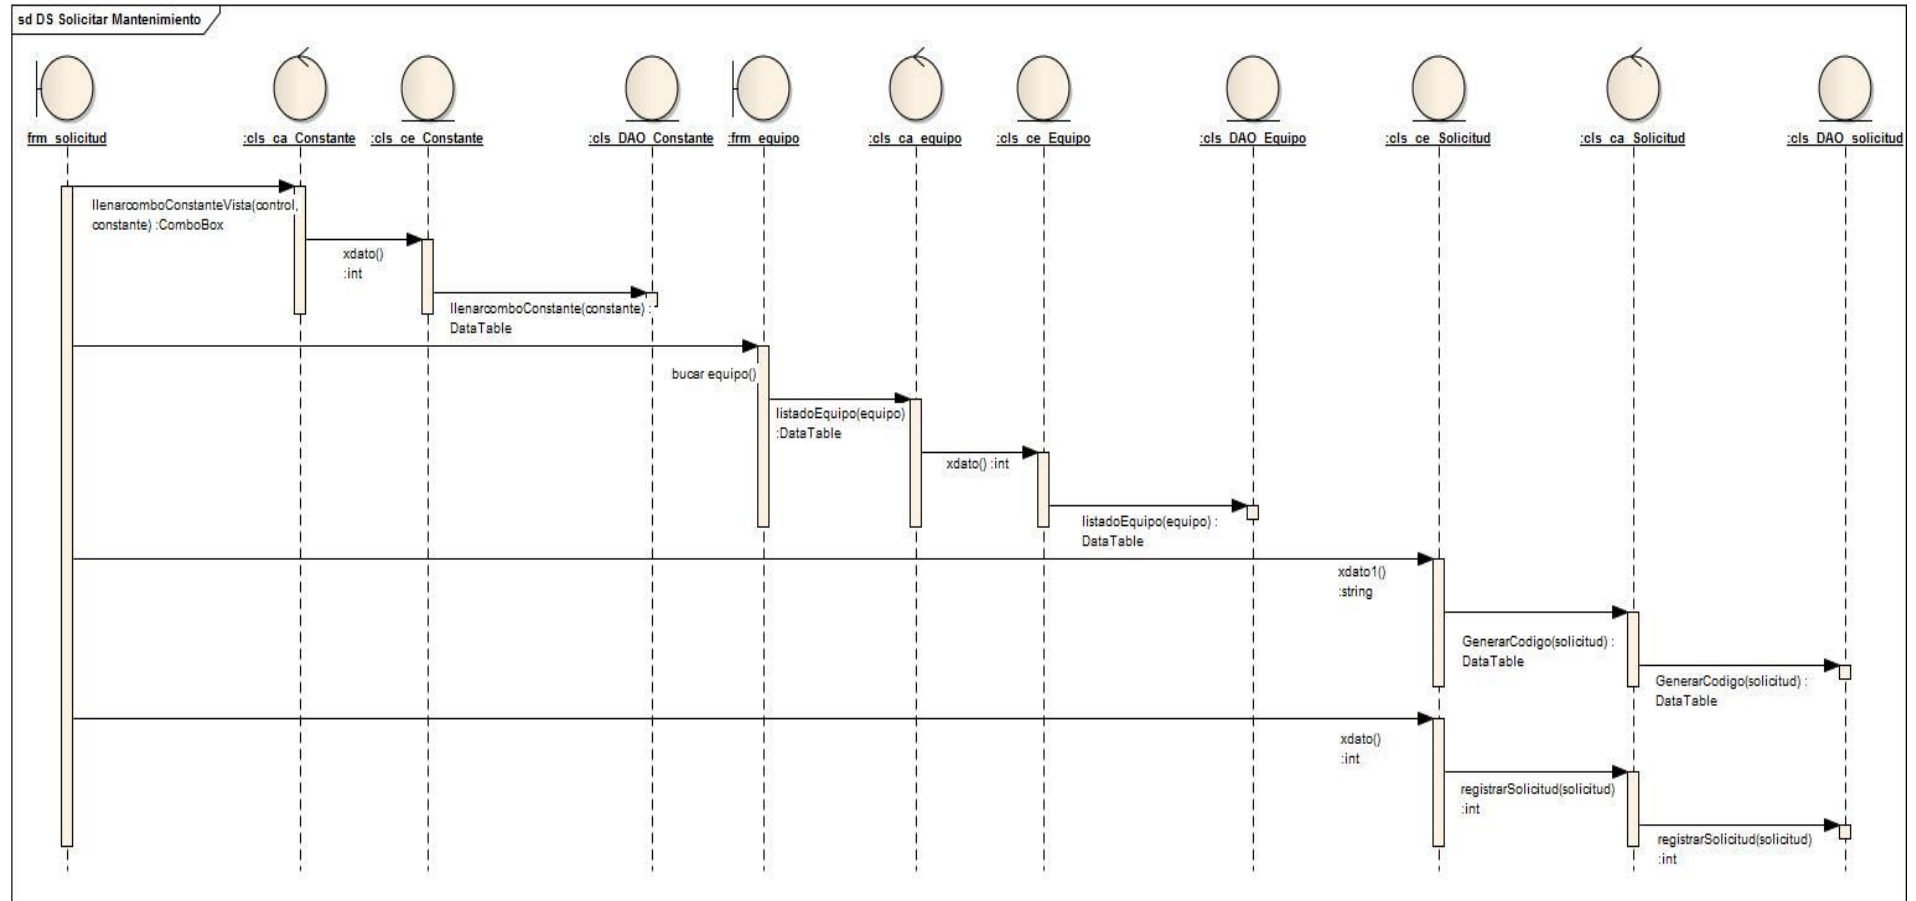 sd DS Solicitar Mantenimiento
frm_solicitud
:cls_ca_Constante
:cls_ce_Constante
:cls_DAO_Constante
:frm_equipo
:cls_ca_equipo
:cls_ce_Equipo
:cls_DAO_Equipo
:cls_ce_Solicitud
:cls_ca_Solicitud
:cls_DAO_solicitud
llenarcomboConstanteVista(control,
constante) :ComboBox
xdato()
:int
llenarcomboConstante(constante) :
DataTable
bucar equipo()
listadoEquipo(equipo)
:DataTable
xdato() :int
listadoEquipo(equipo) :
DataTable
xdato1()
:string
GenerarCodigo(solicitud) :
DataTable
GenerarCodigo(solicitud) :
DataTable
xdato()
:int
registrarSolicitud(solicitud)
:int
registrarSolicitud(solicitud)
:int